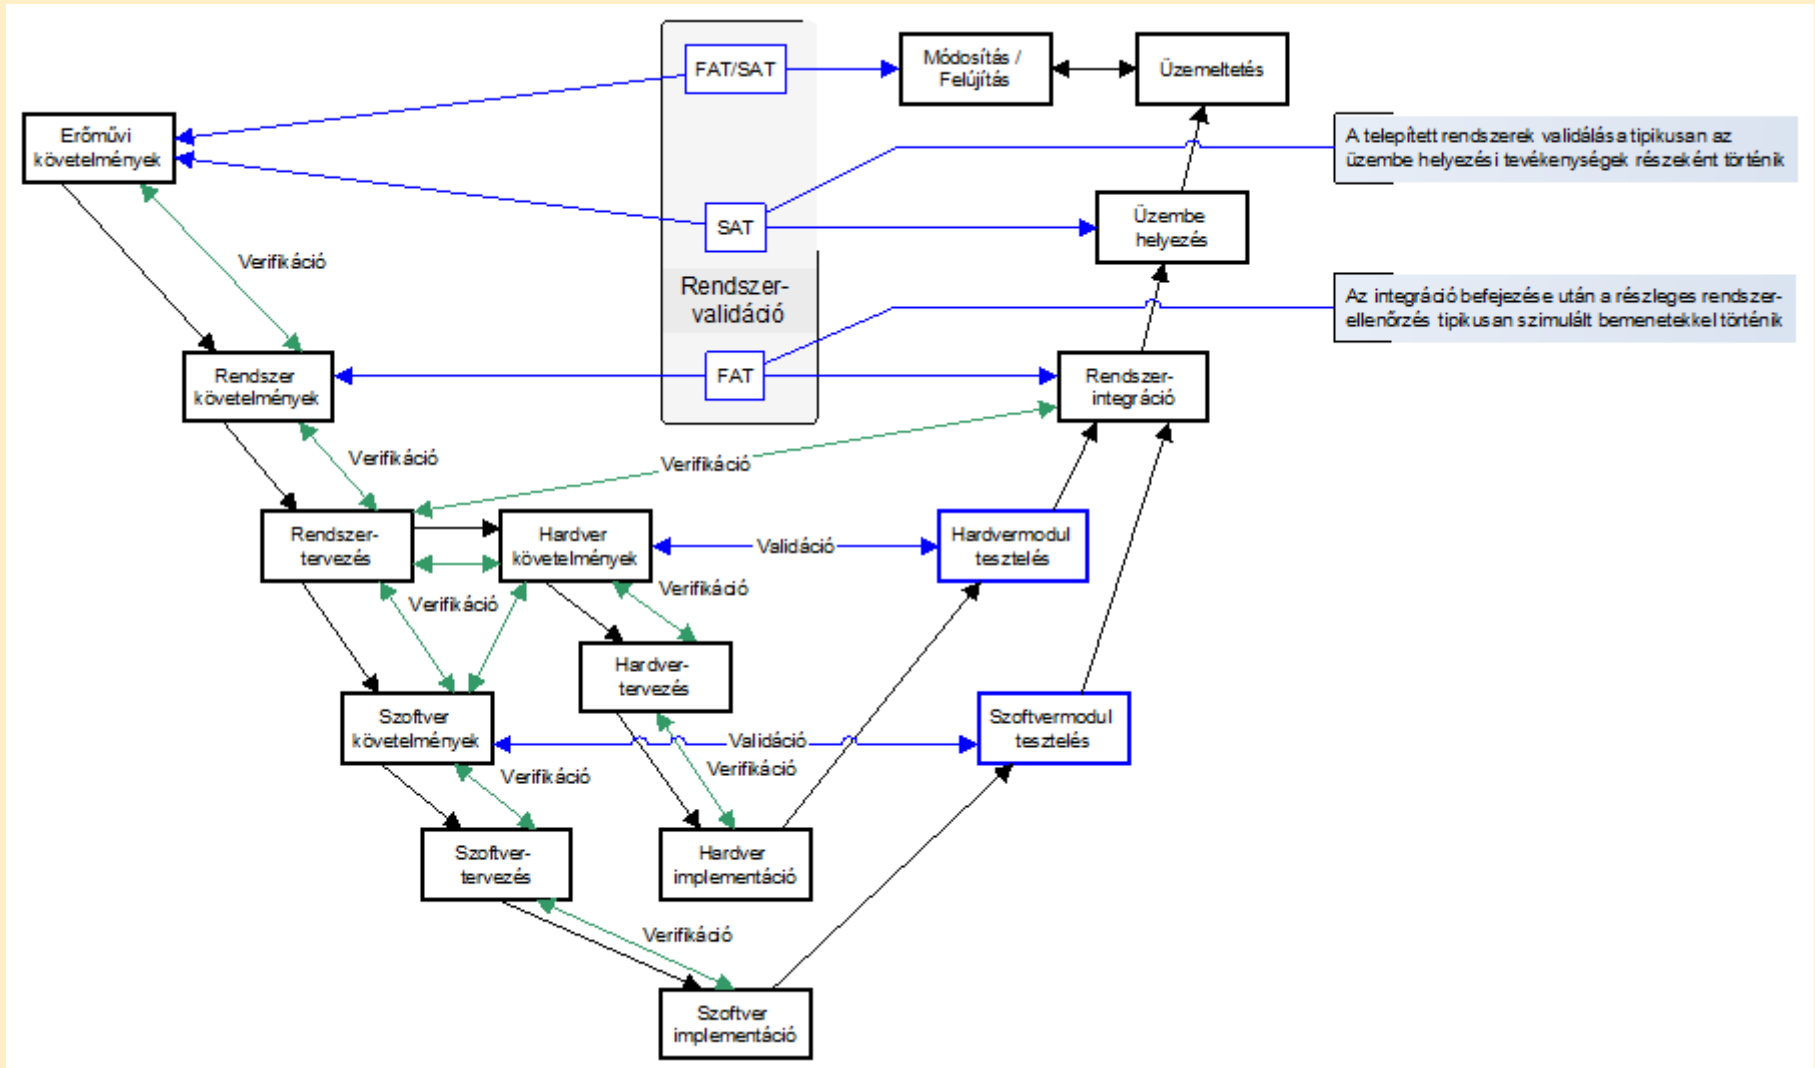 FAT/SAT
Módosítás /
Felújítás
Üzemeltetés
Erőművi
követelmények
A telepített rendszerek validálása tipikusan az
üzembe helyezési tevékenységek részeként történik
SAT
Üzembe
helyezés
Verifikáció
Rendszer-
validáció
Az integráció befejezése után a részleges rendszer-
ellenőrzés tipikusan szimulált bemenetekkel történik
Rendszer
követelmények
FAT
Rendszer-
integráció
Verifikáció
Verifikáció
Rendszer-
tervezés
Hardver
követelmények
Validáció
Hardvermodul
tesztelés
Verifikáció
Verifikáció
Hardver-
tervezés
Szoftver
követelmények
Validáció
Szoftvermodul
tesztelés
Verifikáció
Verifikáció
Szoftver-
tervezés
Hardver
implementáció
Verifikáció
Szoftver
implementáció